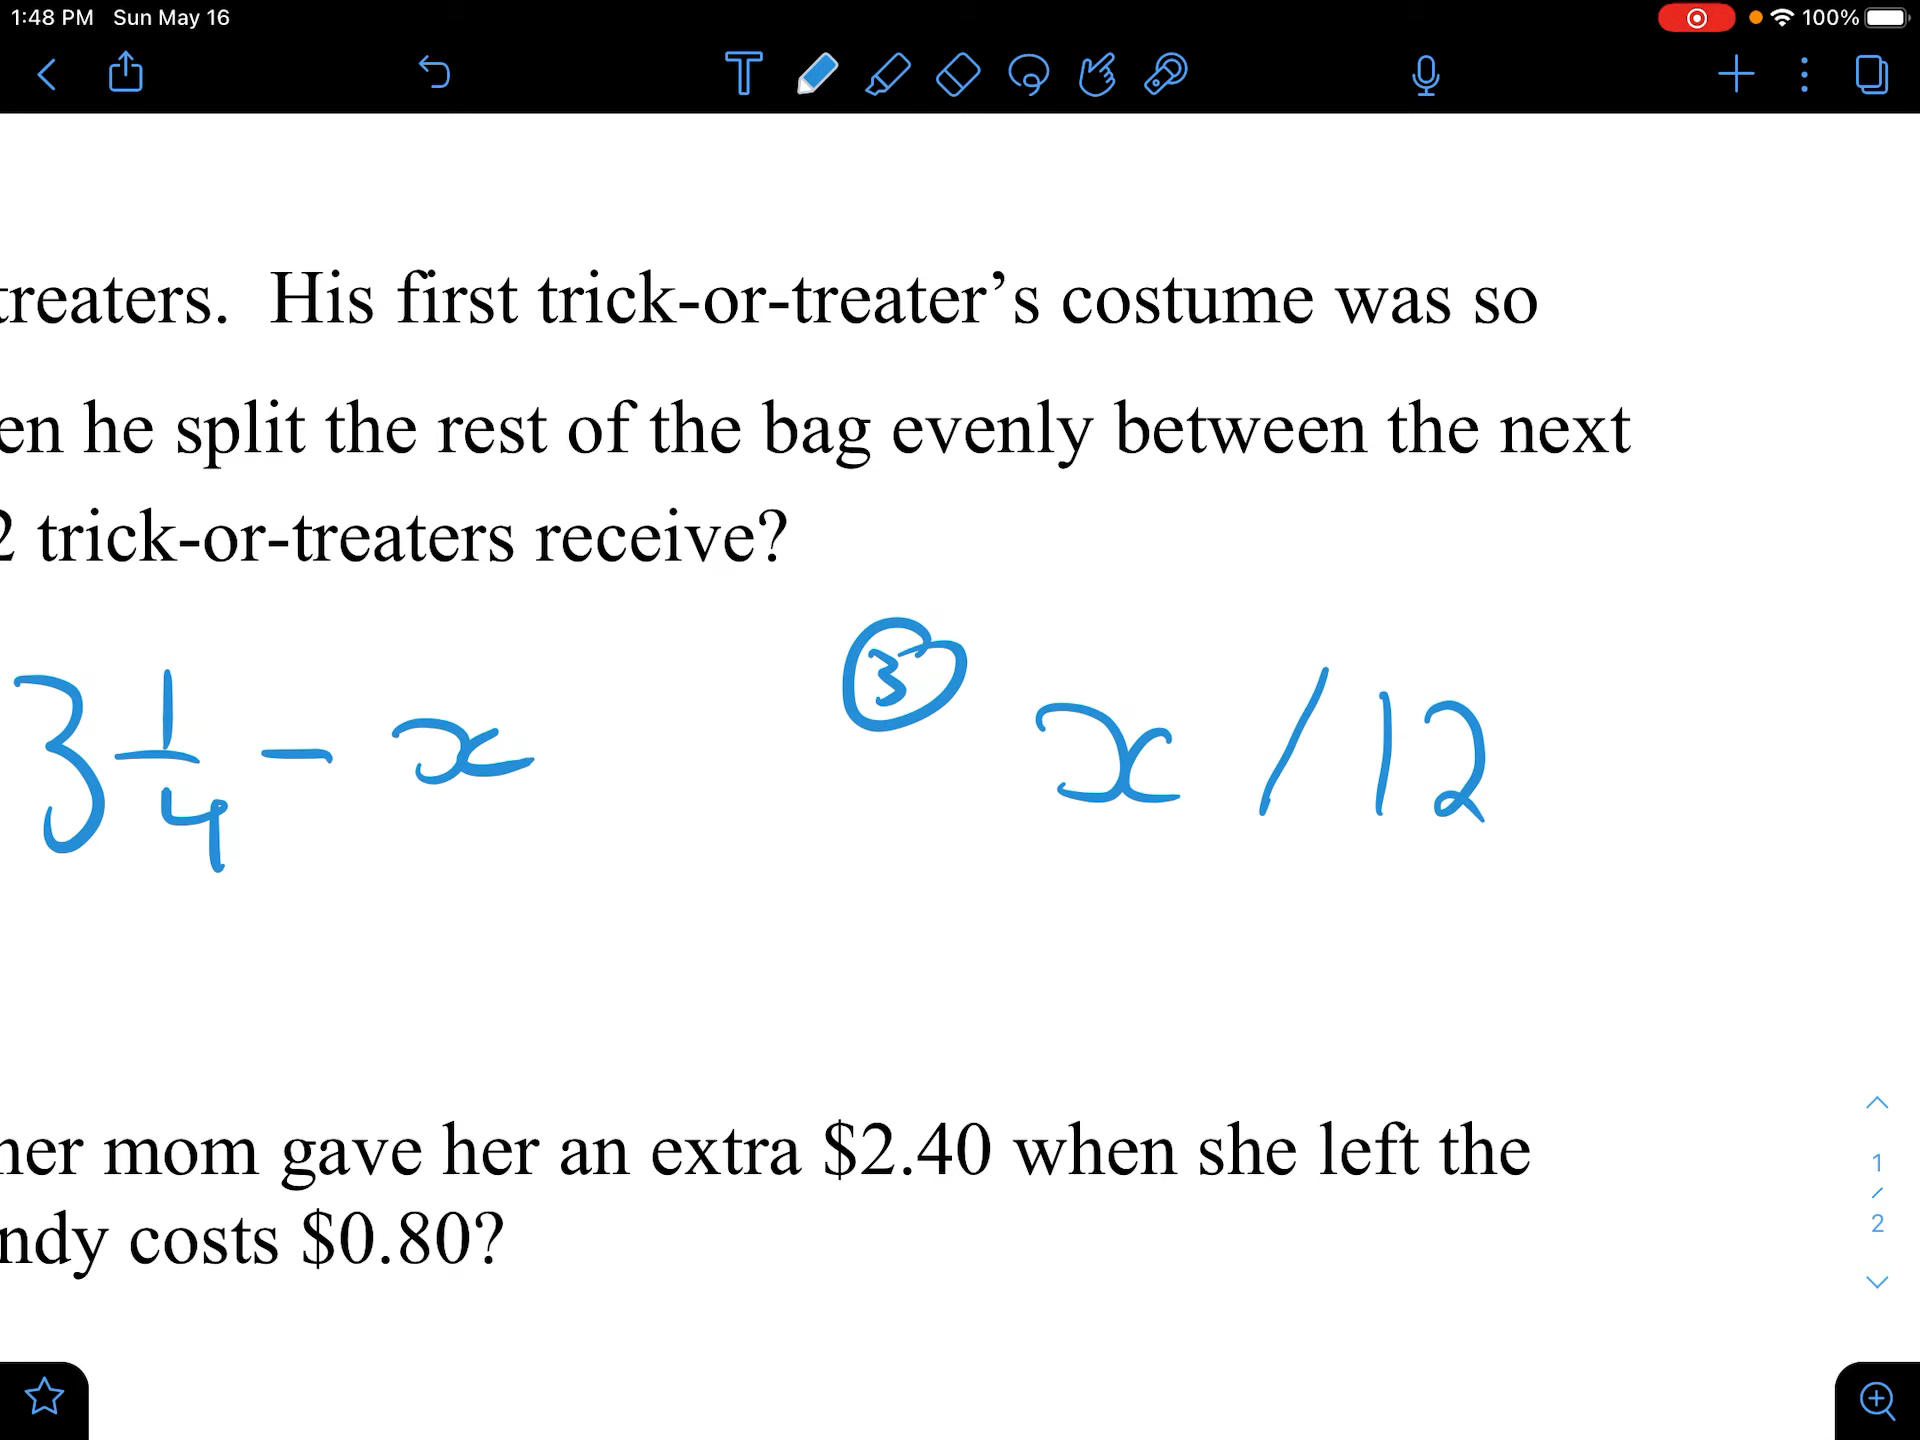 1:48 PM Sun May 16 100%
treaters. His first trick-or-treater’s costume was so
en he split the rest of the bag evenly between the next
2 trick-or-treaters receive?
3 1/4 - x ③ x / 12
her mom gave her an extra $2.40 when she left the
ndy costs $0.80?
1 / 2